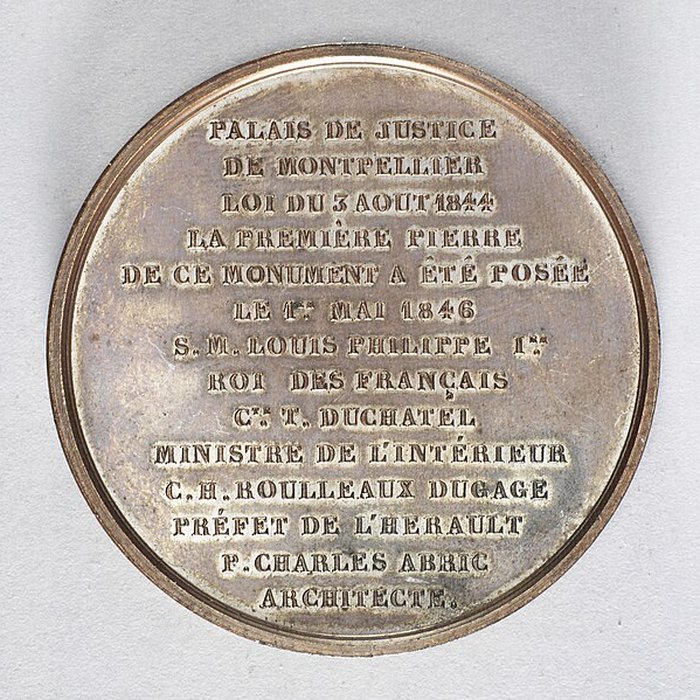 PALAIS DE JUSTICE
DE MONTPELLIER
LOI DU 3 AOUT 1844
LA PREMIÈRE PIERRE
DE CE MONUMENT A ÉTÉ POSÉE
LE 1ER MAI 1846
S. M. LOUIS PHILIPPE 1ER
ROI DES FRANÇAIS
CTE T. DUCHATEL
MINISTRE DE L'INTÉRIEUR
C. H. ROULLEAUX DUGAGE
PRÉFET DE L'HERAULT
P. CHARLES ABRIC
ARCHITECTE.